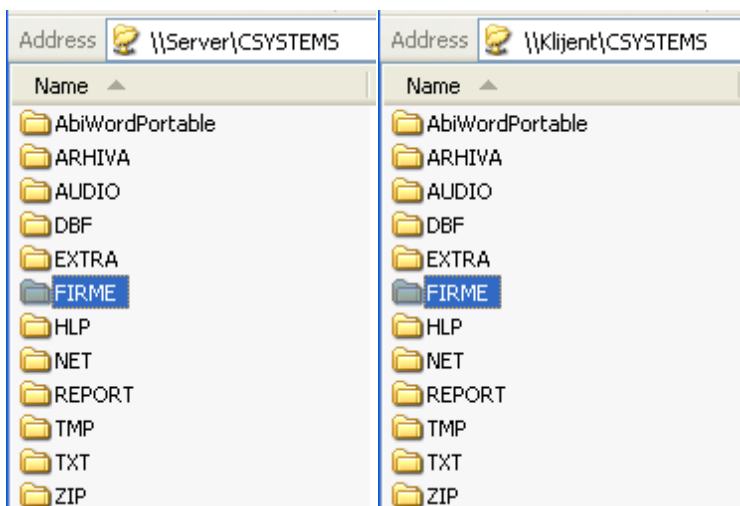 Address \\Server\CSYSTEMS
Name
AbiWordPortable
ARHIVA
AUDIO
DBF
EXTRA
FIRME
HLP
NET
REPORT
TMP
TXT
ZIP
Address \\Klijent\CSYSTEMS
Name
AbiWordPortable
ARHIVA
AUDIO
DBF
EXTRA
FIRME
HLP
NET
REPORT
TMP
TXT
ZIP